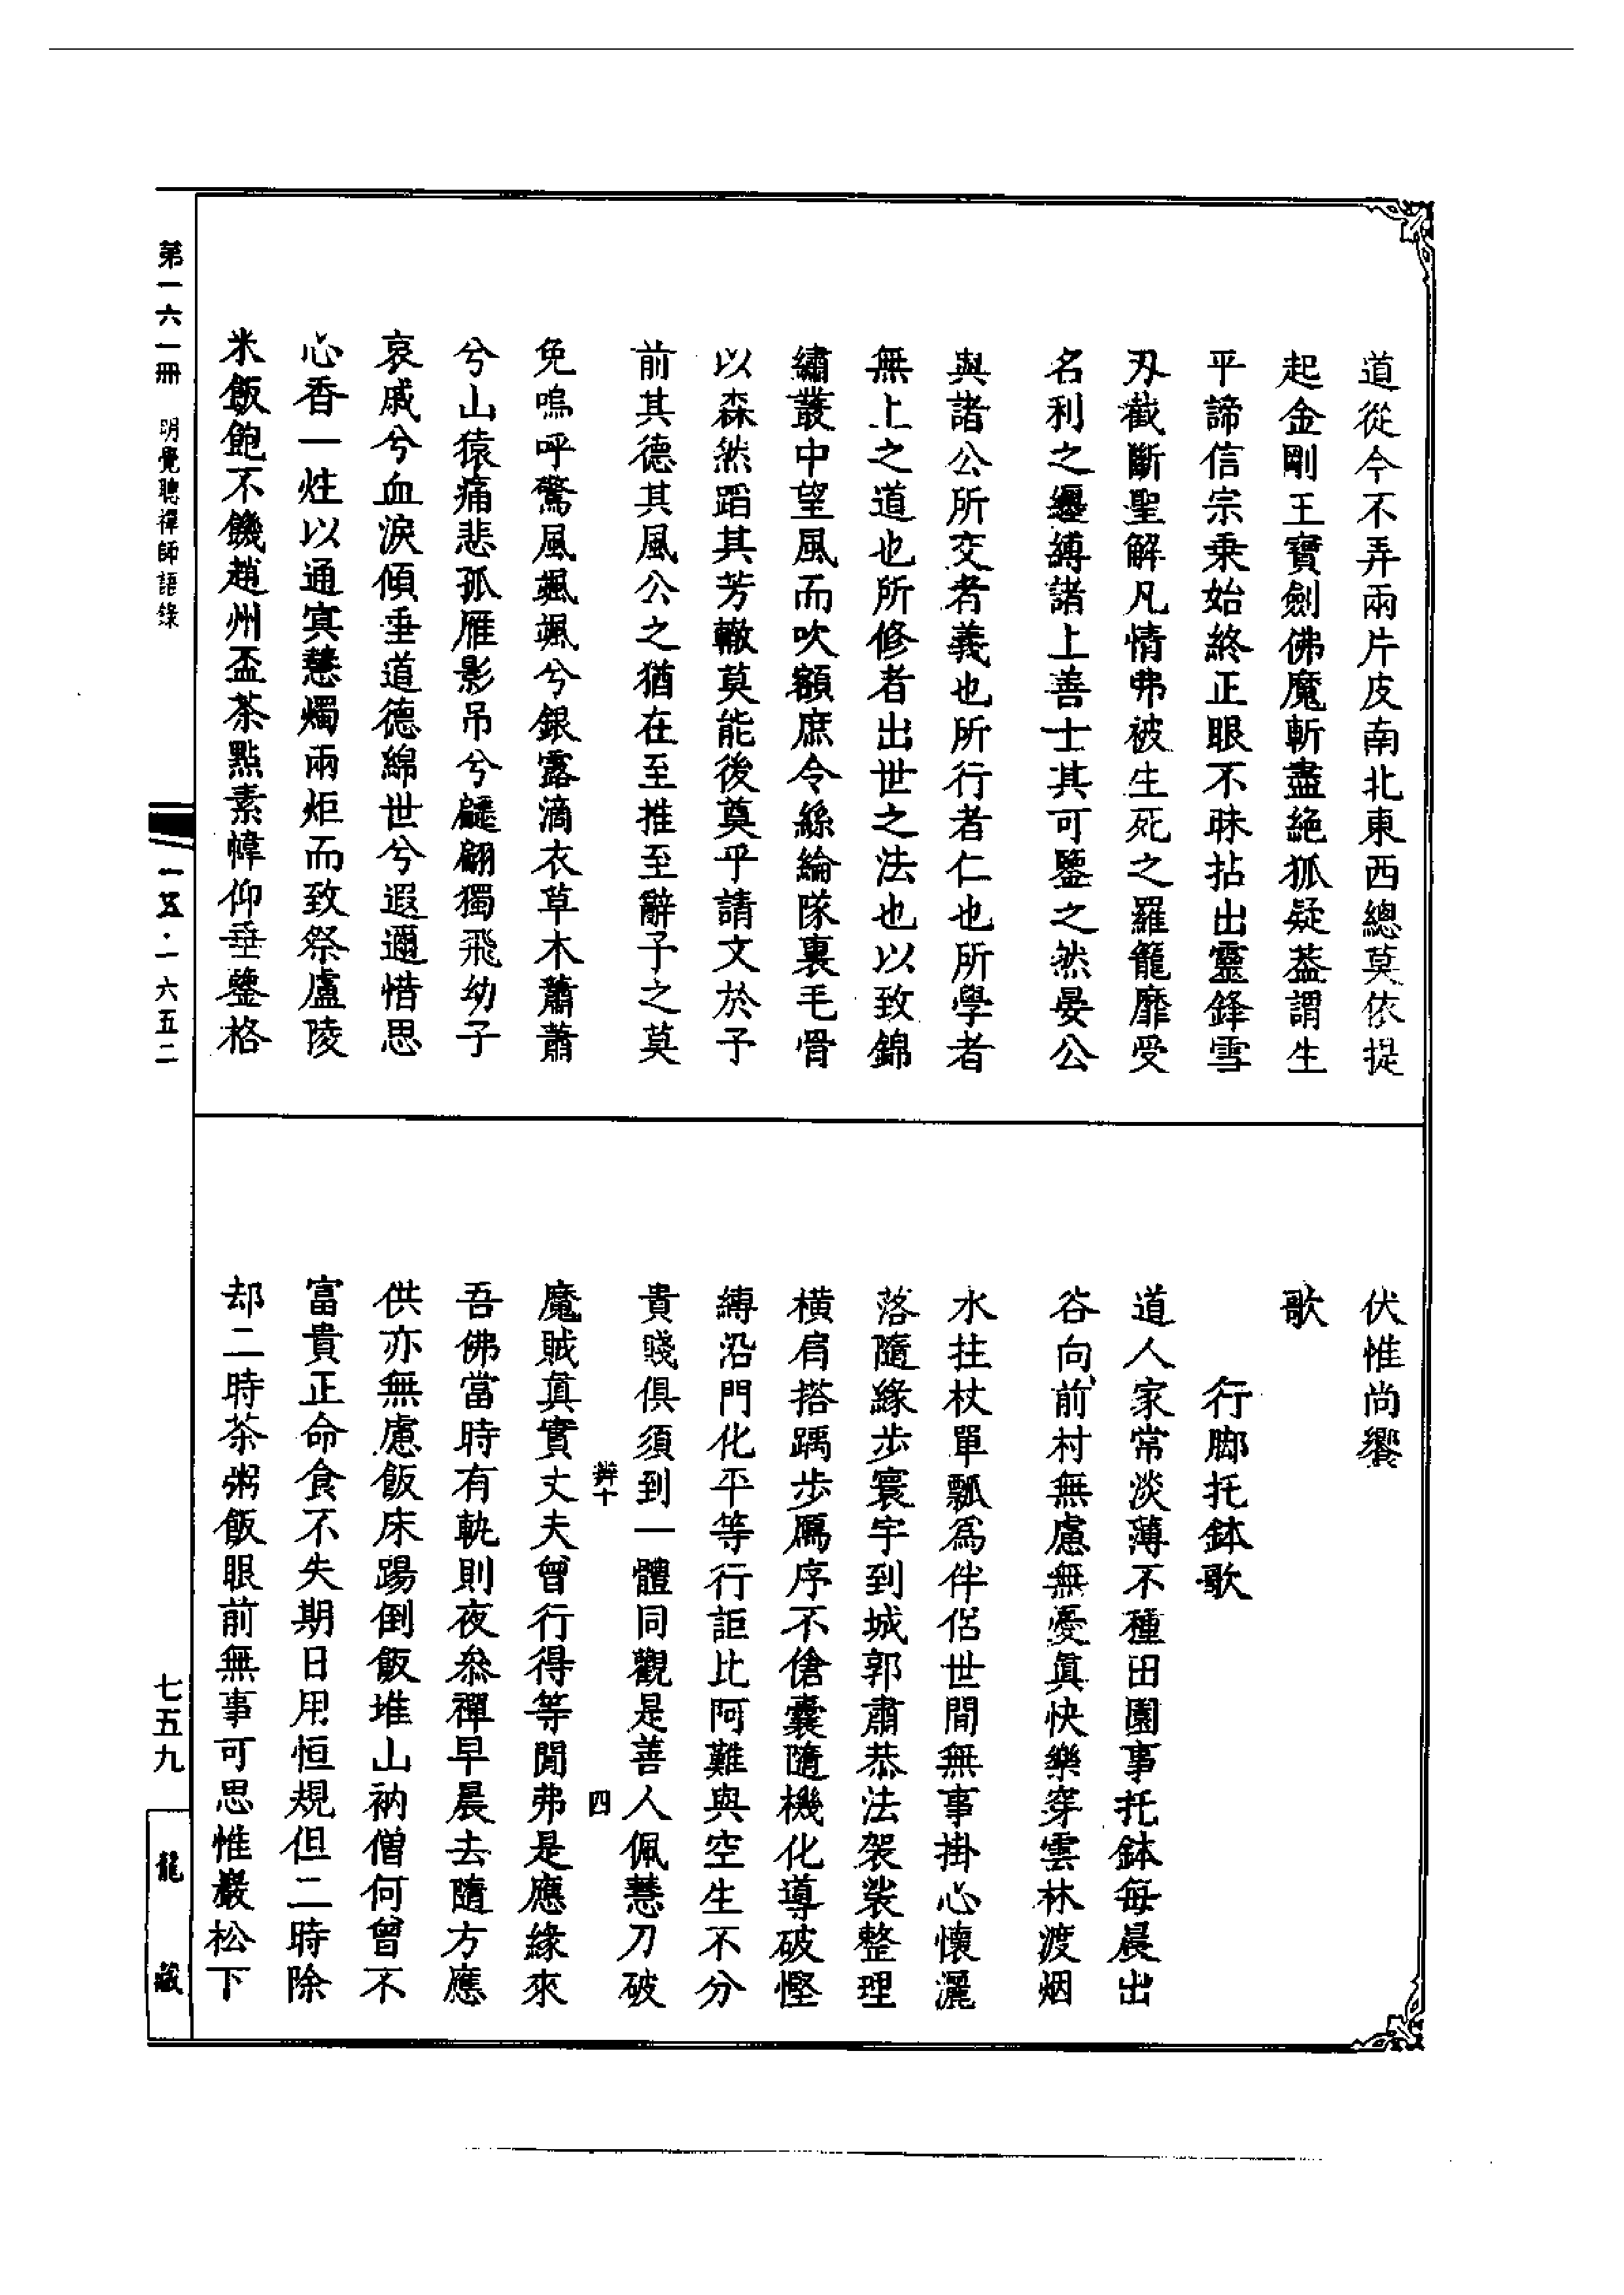 道從今不弄兩片皮南北東西總莫依提
起金剛王寶劍佛魔斬盡絕狐疑葢謂生
平諦信宗乗始終正眼不昧拈出靈鋒雪
刃截斷聖解凡情弗被生死之羅籠靡受
名利之纒縛諸上善士其可鑒之然晏公
與諸公所交者義也所行者仁也所學者
無上之道也所修者出世之法也以致錦
繡叢中望風而吹額庶令絲綸隊裏毛骨
以森然蹈其芳轍莫能後奠乎請文於予
前其德其風公之猶在至推至辭予之莫
免嗚呼驚風颯颯兮銀露滴衣草木蕭蕭
兮山猿痛悲孤雁影吊兮兮翩獨飛幼子
哀戚兮血淚傾垂道德綿世兮遐邇惜思
心香一炷以通寘慧燭兩炬而致祭盧陵
米飯飽不饑趙州盃茶點素幃仰垂鑒格
伏惟尚饗
歌
行脚托鉢歌
道人家常淡薄不種田園事托鉢每晨出
谷向前村無慮無憂眞快樂穿雲林渡烟
水拄杖單瓢爲伴侶世間無事掛心懷灑
落隨緣步寰宇到城郭肅恭法袈裟整理
橫肩搭踽步鴈序不傖囊隨機化導破慳
縛沿門化平等行詎比阿難與空生不分
貴賤俱須到一體同觀是善人佩慧刀破
辨十 四
魔賊眞實丈夫曾行得等閒弗是應緣來
吾佛當時有軌則夜叅禪早晨去隨方應
供亦無慮飯床踢倒飯堆山衲僧何曾不
富貴正命食不失期日用恒規但二時除
却二時茶粥飯眼前無事可思惟巖松下
第一六一冊 明覺聰禪師語錄
一五·一六五二
七五九
龍藏